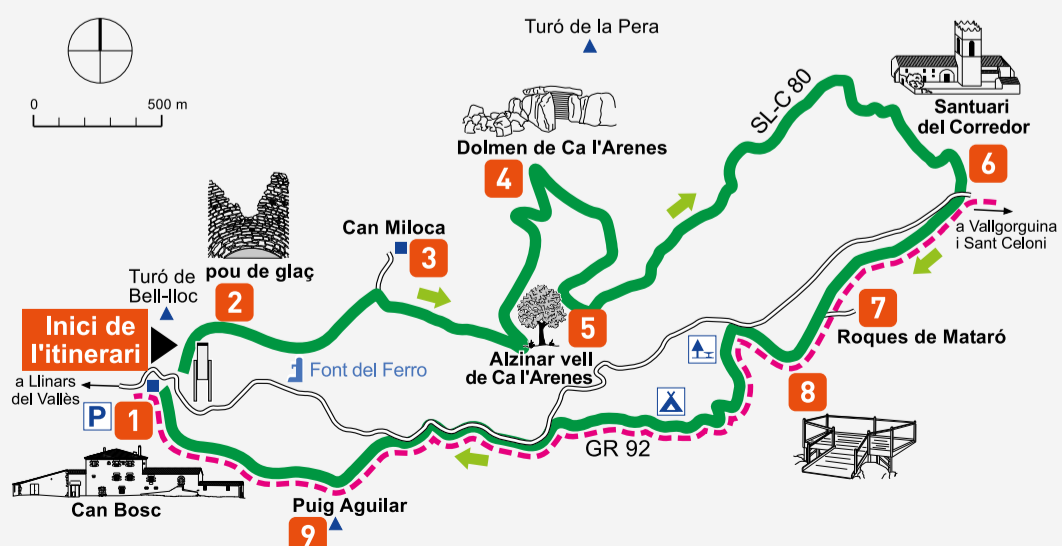 0
500 m
Turó de la Pera
SL-C 80
Santuari
del Corredor
6
Dolmen de Ca l'Arenes
4
a Vallgorguina
i Sant Celoni
Can Miloca
3
pou de glaç
2
Turó de
Bell-lloc
Inici de
l'itinerari
a Llinars
del Vallès
P
1
Can Bosc
Font del Ferro
5
Alzinar vell
de Ca l'Arenes
7
Roques de Mataró
8
GR 92
Puig Aguilar
9